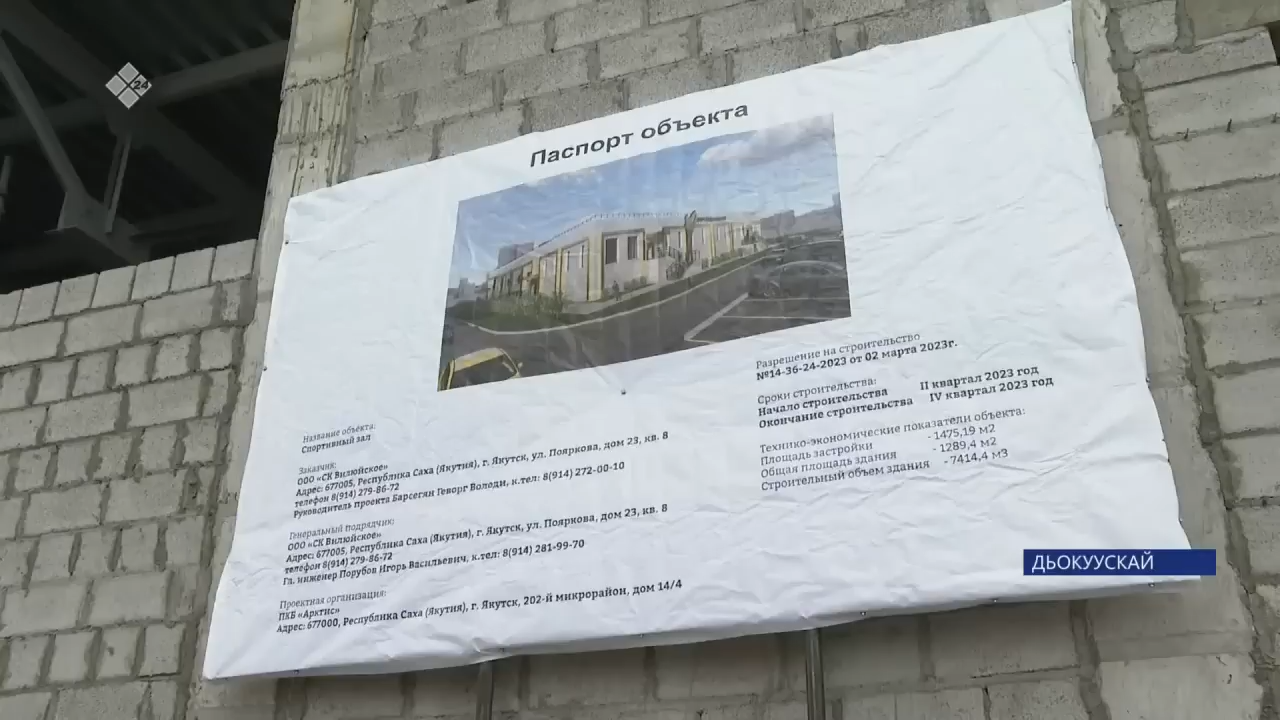 24
Паспорт объекта
Название объекта:
Спортивный зал
Заказчик:
ООО «СК Вилюйское»
Адрес: 677005, Республика Саха (Якутия), г. Якутск, ул. Пояркова, дом 23, кв. 8
телефон 8(914) 279-86-72
Руководитель проекта Барсегян Геворг Володи, к.тел: 8(914) 272-00-10
Генеральный подрядчик:
ООО «СК Вилюйское»
Адрес: 677005, Республика Саха (Якутия), г. Якутск, ул. Пояркова, дом 23, кв. 8
телефон 8(914) 279-86-72
Гл. инженер Порубов Игорь Васильевич, к.тел: 8(914) 281-99-70
Проектная организация:
ПКБ «Арктис»
Адрес: 677000, Республика Саха (Якутия), г. Якутск, 202-й микрорайон, дом 14/4
Разрешение на строительство
№14-36-24-2023 от 02 марта 2023г.
Сроки строительства:
Начало строительства II квартал 2023 год
Окончание строительства IV квартал 2023 год
Технико-экономические показатели объекта:
Площадь застройки - 1475,19 м2
Общая площадь здания - 1289,4 м2
Строительный объем здания - 7414,4 м3
ДЬОКУУСКАЙ